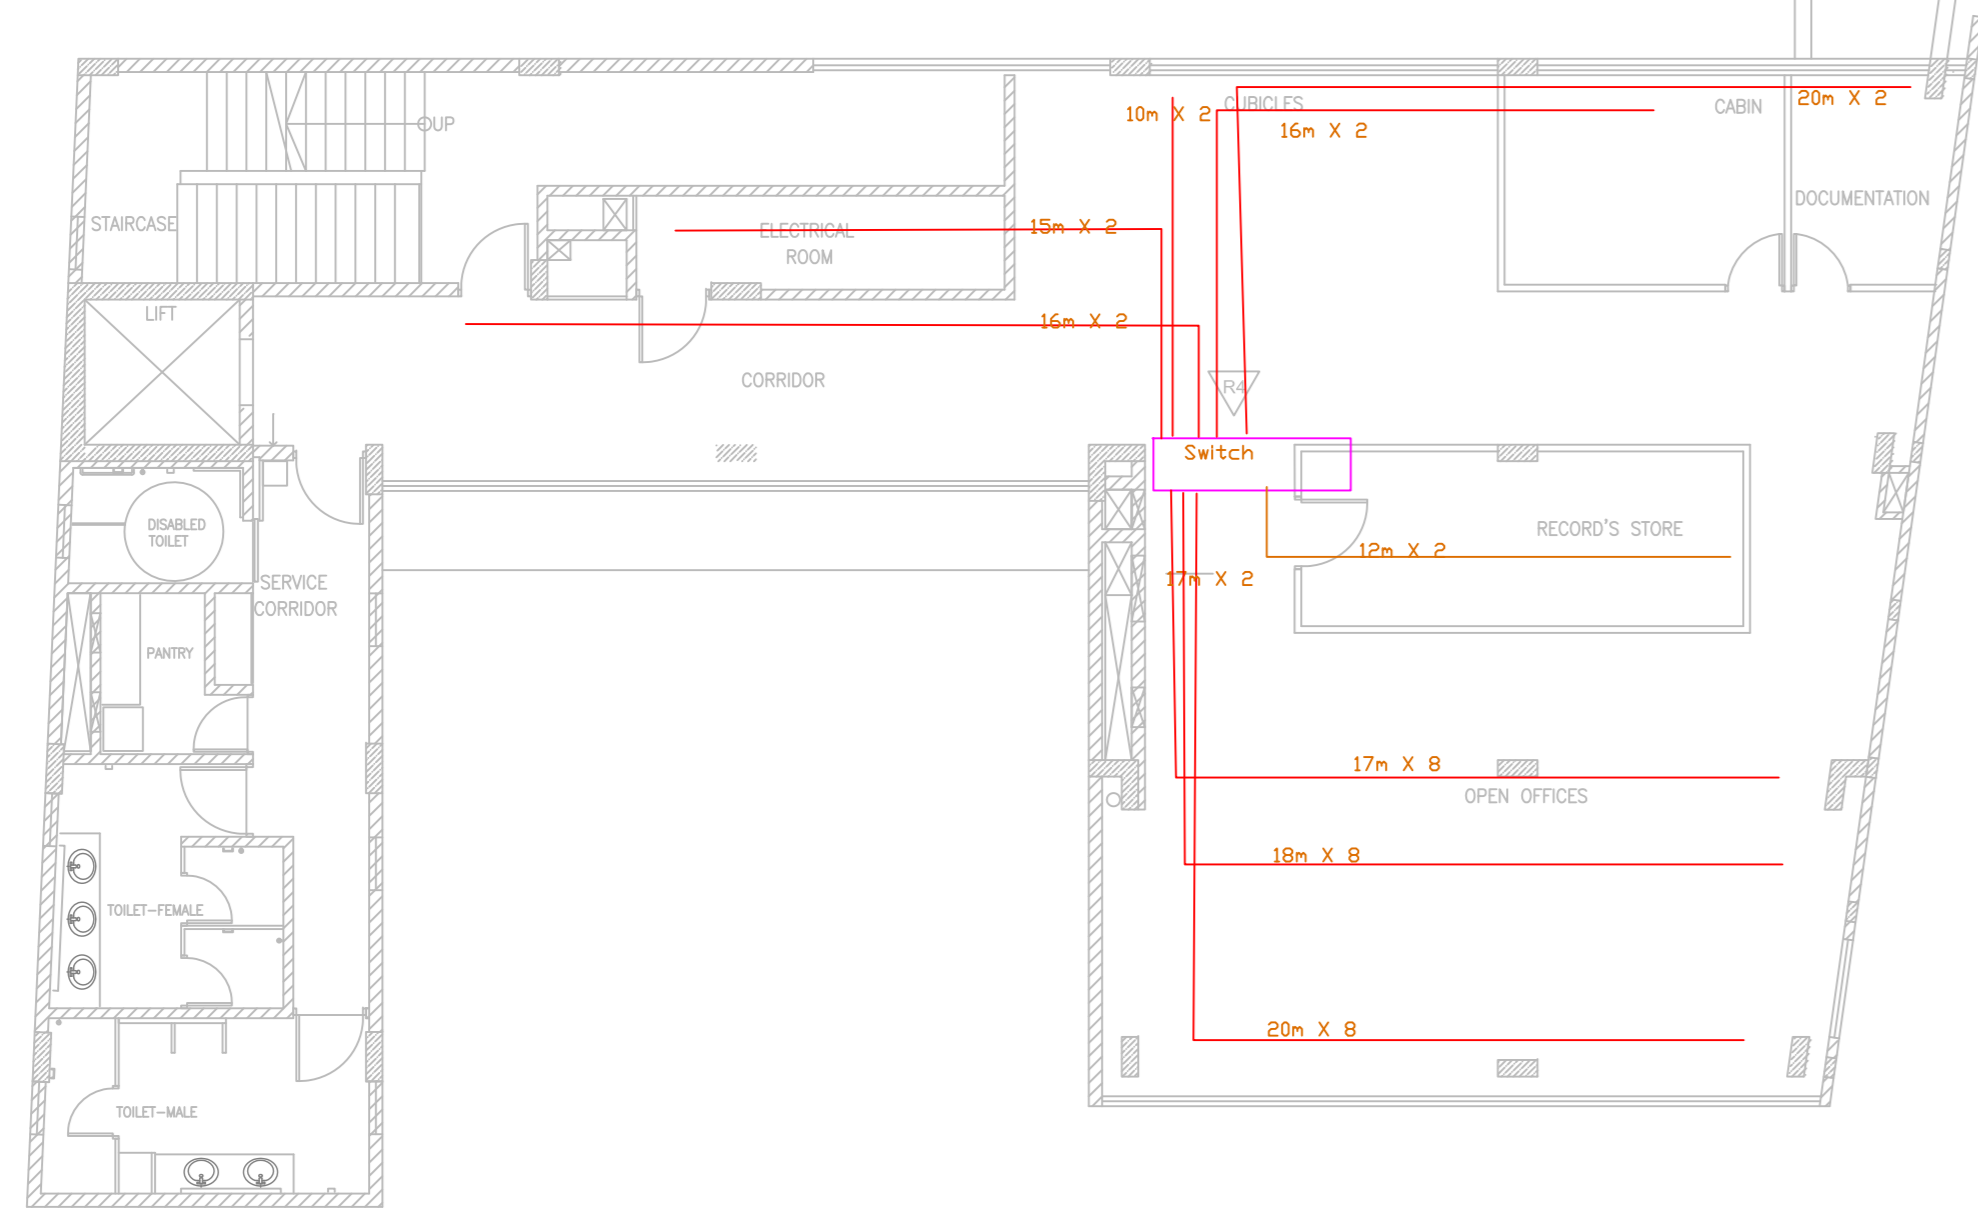 20m X 2
CUBICLES
CABIN
10m X 2
16m X 2
UP
DOCUMENTATION
STAIRCASE
15m X 2
ELECTRICAL
ROOM
LIFT
16m X 2
CORRIDOR
R4
Switch
DISABLED
TOILET
RECORD'S STORE
12m X 2
17m X 2
SERVICE
CORRIDOR
PANTRY
17m X 8
OPEN OFFICES
18m X 8
TOILET-FEMALE
20m X 8
TOILET-MALE